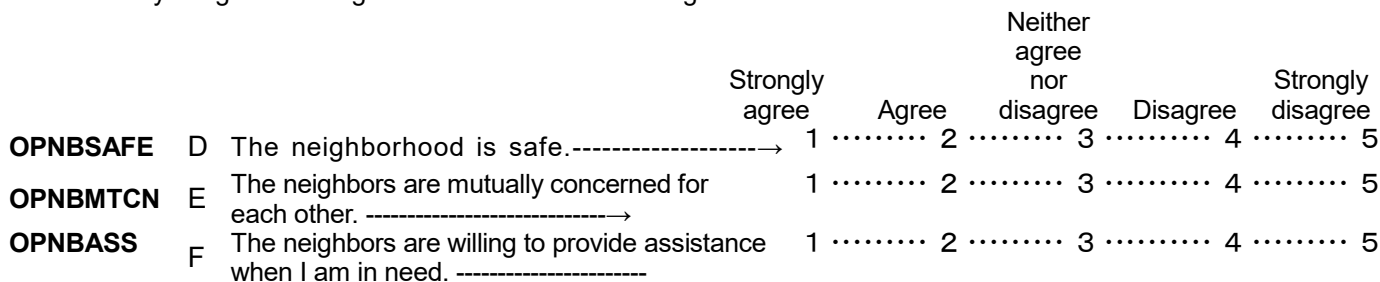 Neither
agree
Strongly nor Strongly
agree Agree disagree Disagree disagree
OPNBSAFE D The neighborhood is safe.-------------------→ 1 ········· 2 ········· 3 ·········· 4 ········· 5
OPNBMTCN E The neighbors are mutually concerned for 1 ········· 2 ········· 3 ·········· 4 ········· 5
each other. -----------------------------→
OPNBASS F The neighbors are willing to provide assistance 1 ········· 2 ········· 3 ·········· 4 ········· 5
when I am in need. -----------------------